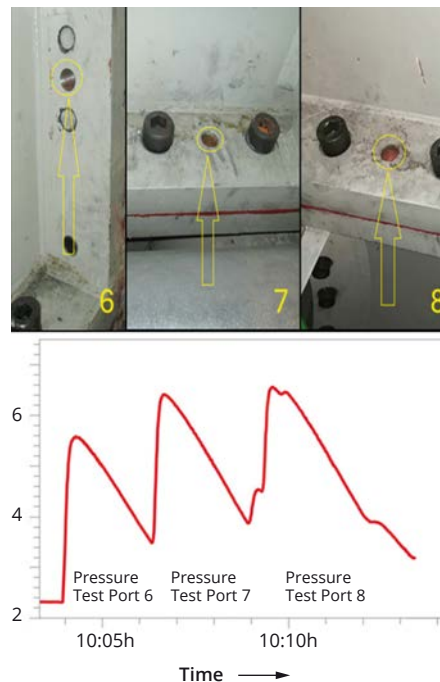 6
7
8
6
4
2
Pressure
Test Port 6
Pressure
Test Port 7
Pressure
Test Port 8
10:05h
10:10h
Time